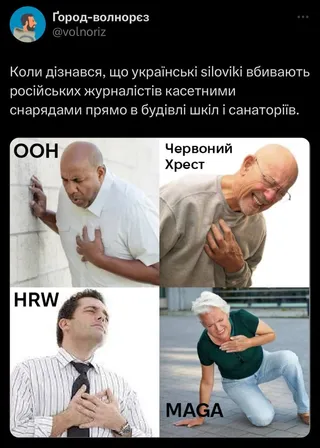 Ґород-волнорєз
@volnoriz
Коли дізнався, що українські siloviki вбивають
російських журналістів касетними
снарядами прямо в будівлі шкіл і санаторіїв.
ООН
Червоний
Хрест
HRW
MAGA